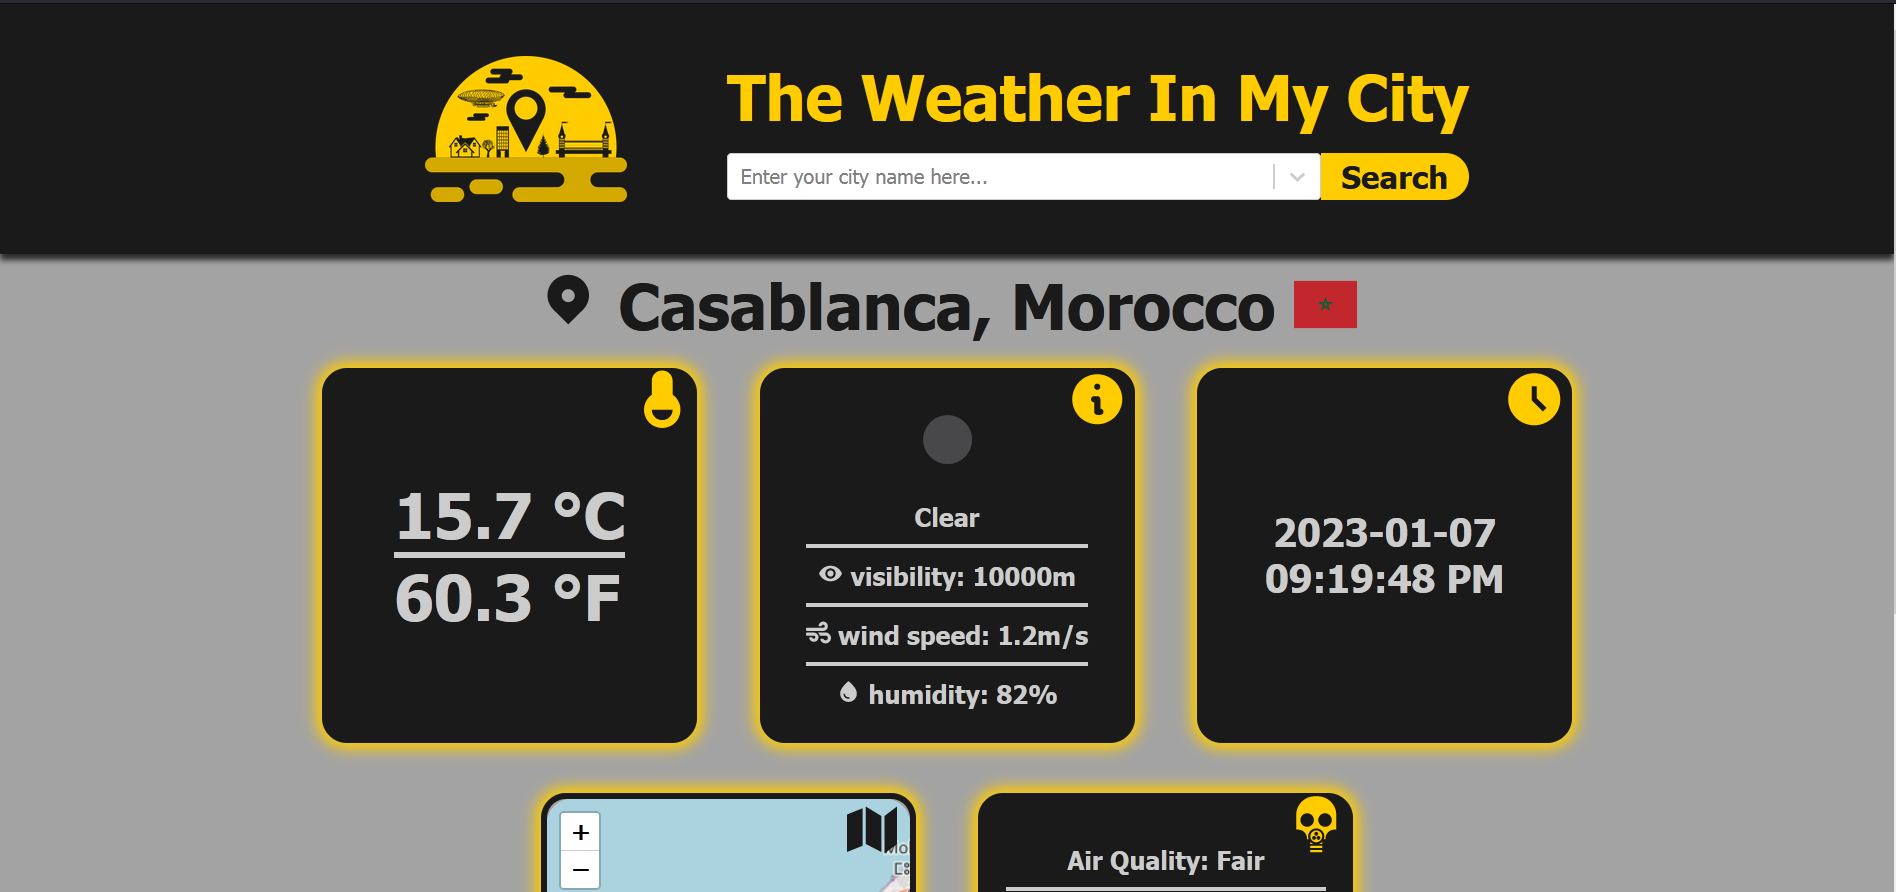 The Weather In My City
Enter your city name here...
Search
Casablanca, Morocco
15.7 °C
60.3 °F
Clear
visibility: 10000m
wind speed: 1.2m/s
humidity: 82%
2023-01-07
09:19:48 PM
+
−
Air Quality: Fair